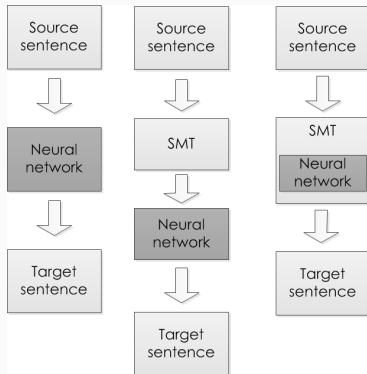 Source
sentence
Neural
network
Target
sentence
Source
sentence
SMT
Neural
network
Target
sentence
Source
sentence
SMT
Neural
network
Target
sentence